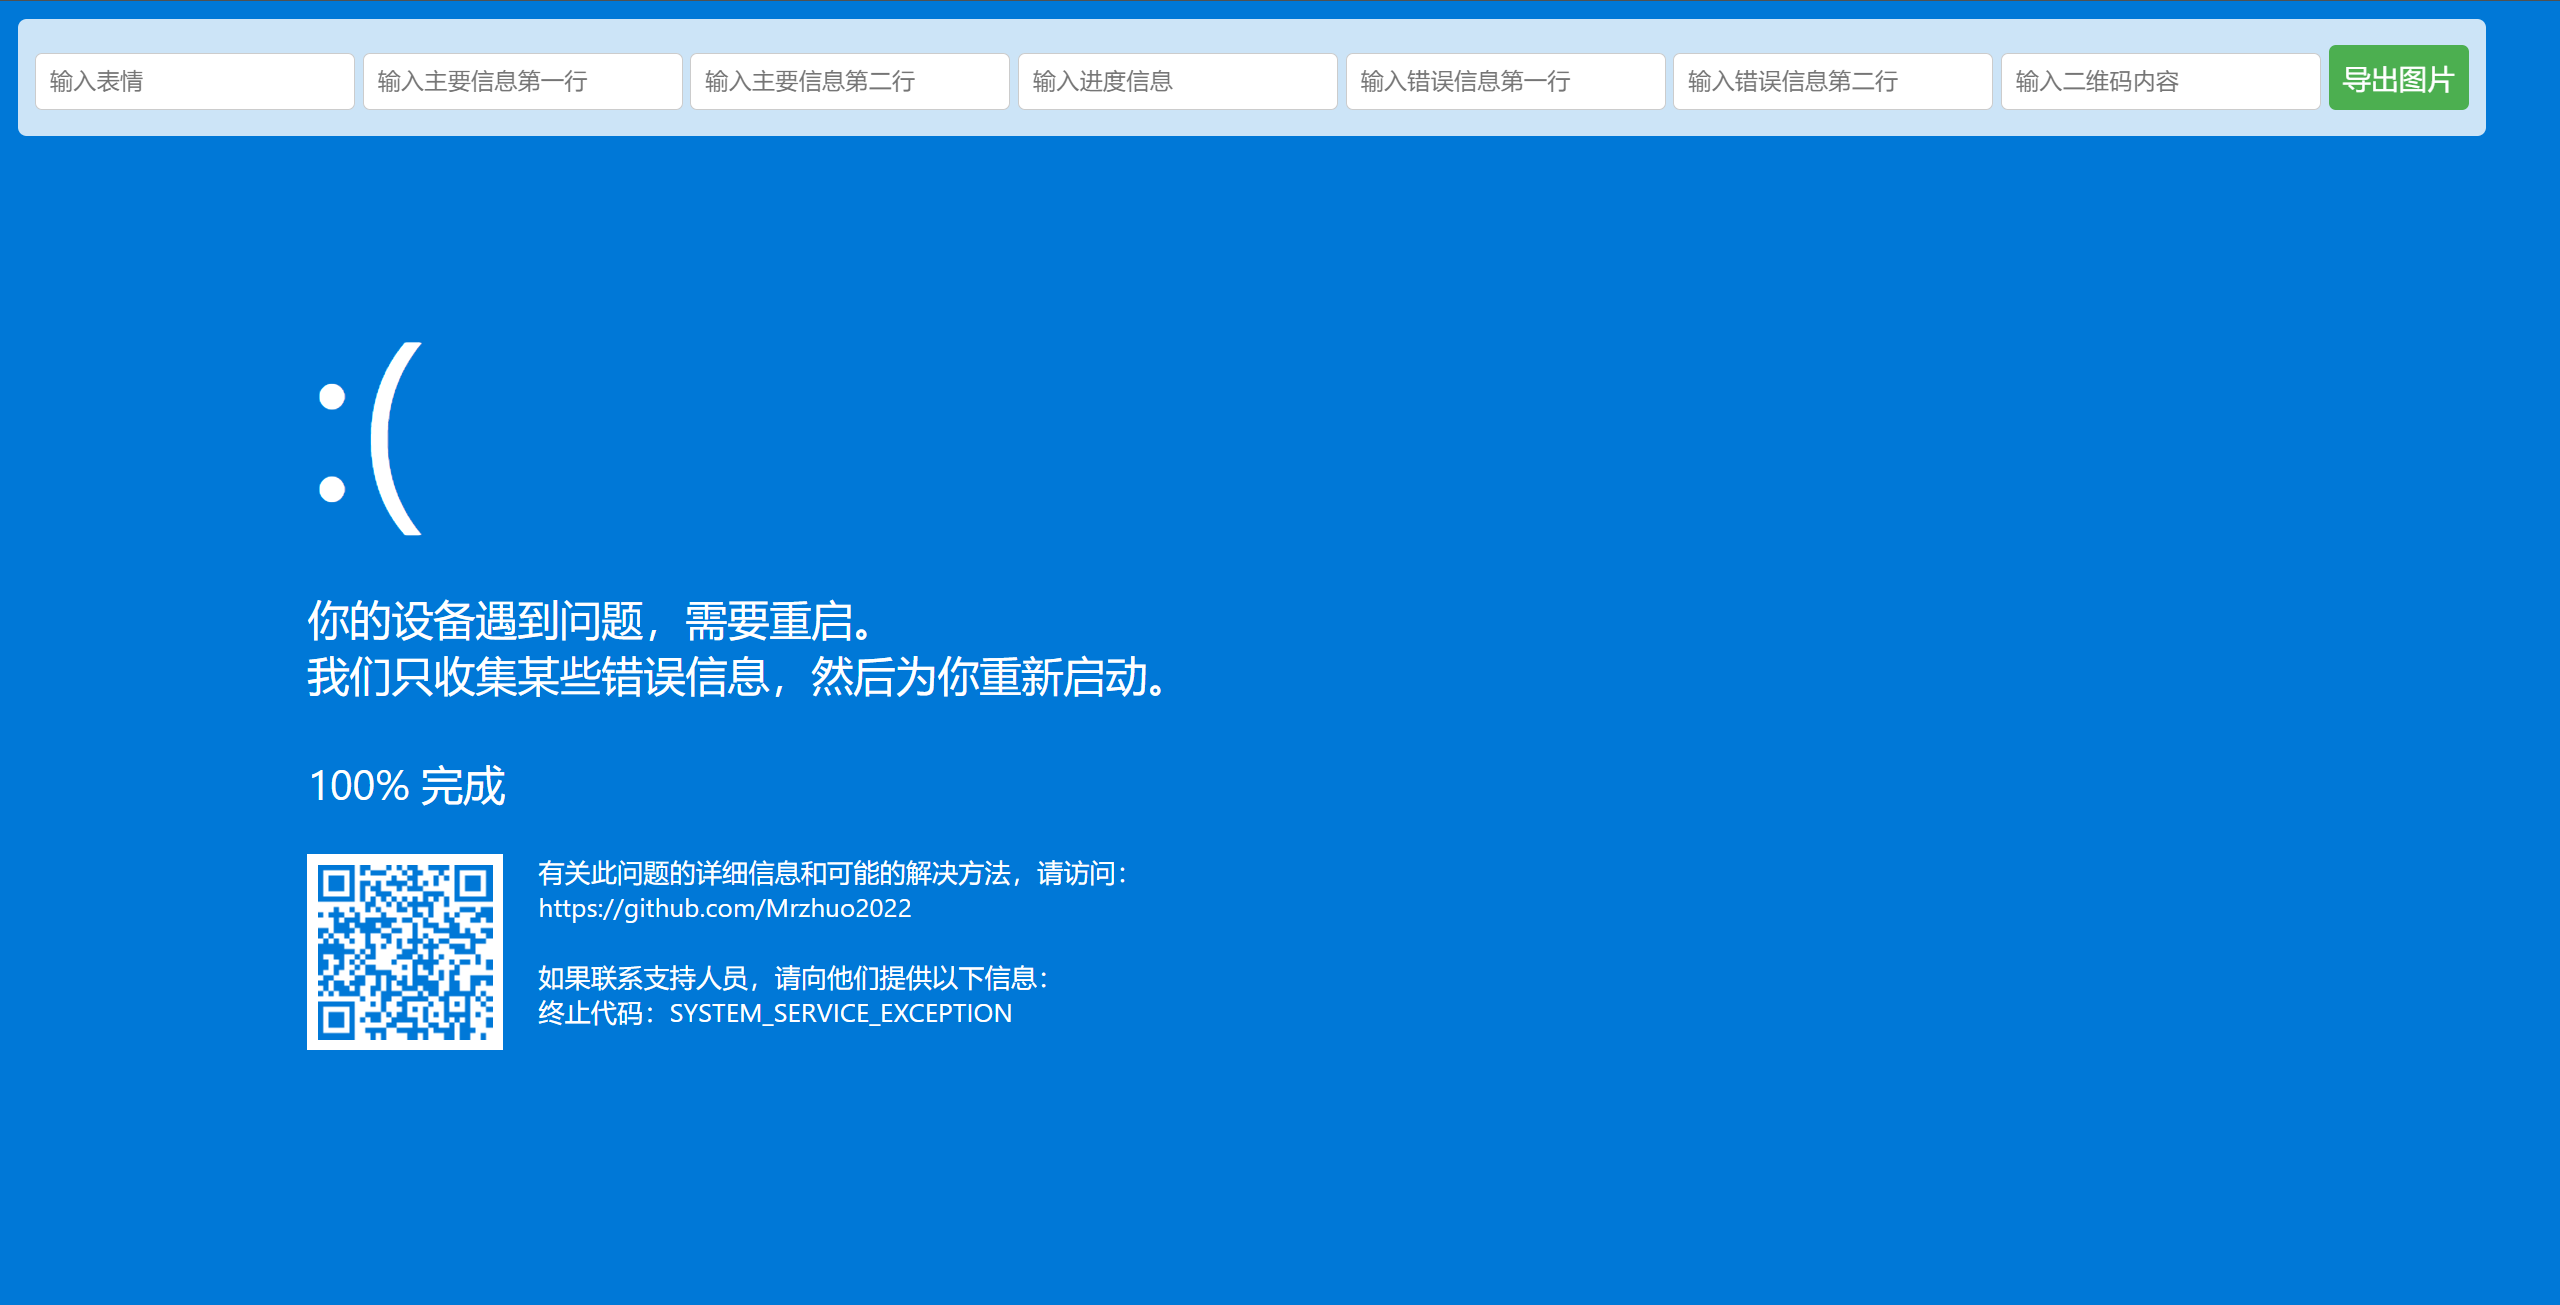 输入表情 输入主要信息第一行 输入主要信息第二行 输入进度信息 输入错误信息第一行 输入错误信息第二行 输入二维码内容 导出图片
:(
你的设备遇到问题，需要重启。
我们只收集某些错误信息，然后为你重新启动。
100% 完成
有关此问题的详细信息和可能的解决方法，请访问：
https://github.com/Mrzhuo2022
如果联系支持人员，请向他们提供以下信息：
终止代码：SYSTEM_SERVICE_EXCEPTION